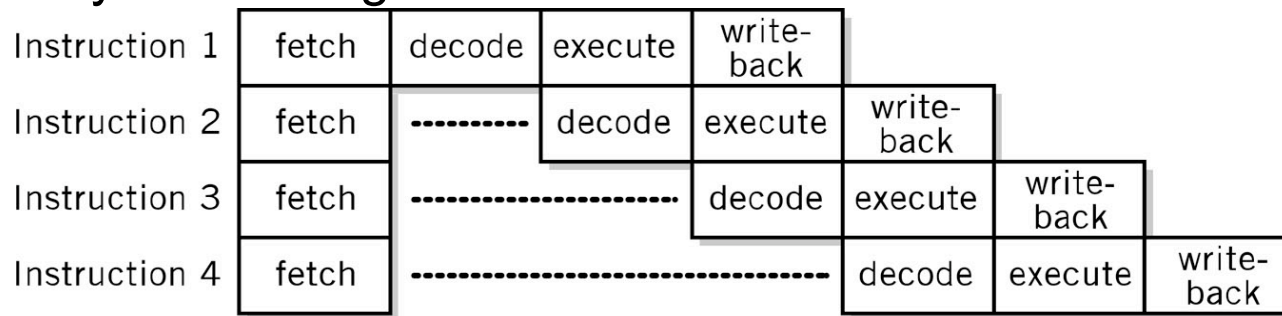 Instruction 1 fetch decode execute write-back
Instruction 2 fetch decode execute write-back
Instruction 3 fetch decode execute write-back
Instruction 4 fetch decode execute write-back